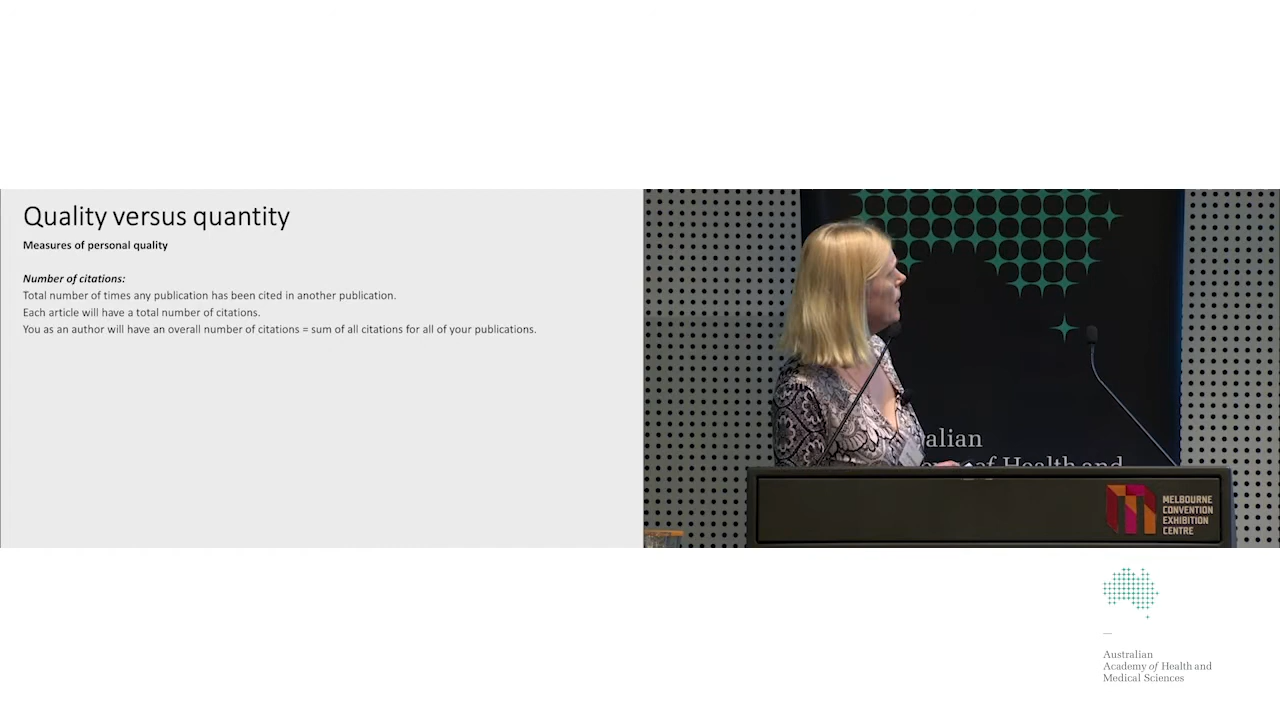 Quality versus quantity
Measures of personal quality
Number of citations:
Total number of times any publication has been cited in another publication.
Each article will have a total number of citations.
You as an author will have an overall number of citations = sum of all citations for all of your publications.
of Health and
MELBOURNE
CONVENTION
EXHIBITION
CENTRE
—
Australian
Academy of Health and
Medical Sciences